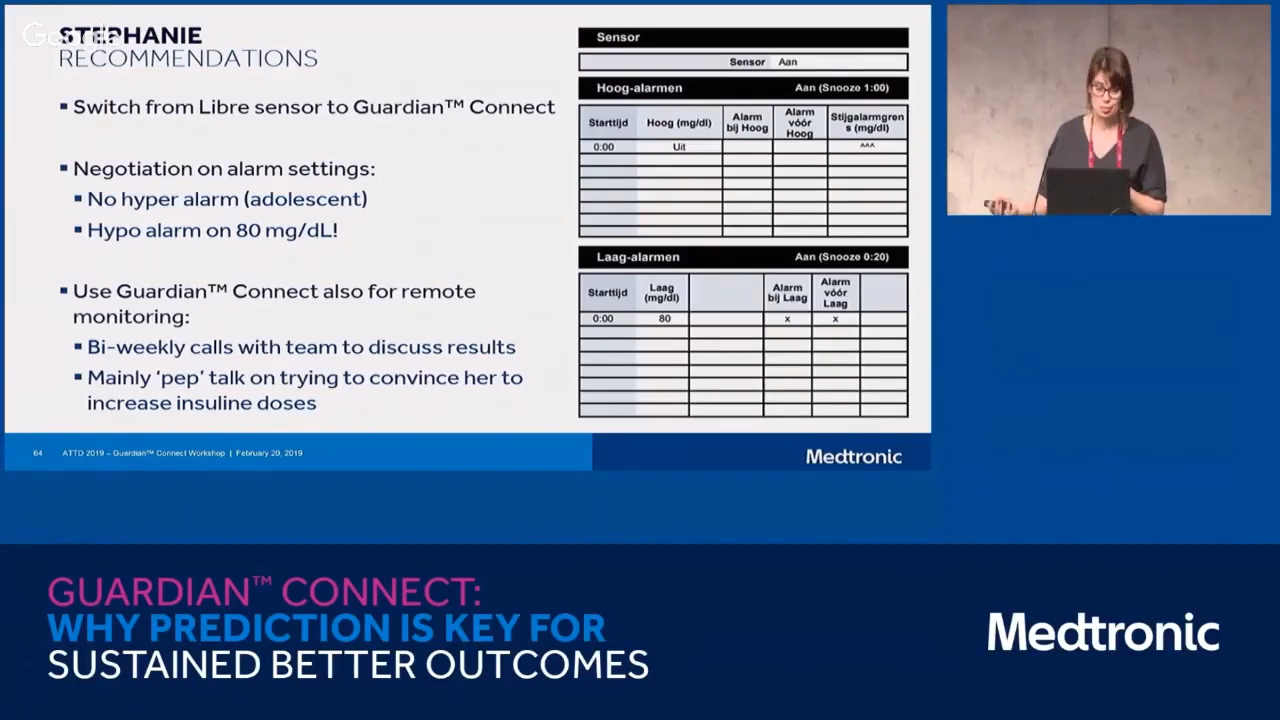 Google
STEPHANIE
RECOMMENDATIONS
▪ Switch from Libre sensor to Guardian™ Connect
▪ Negotiation on alarm settings:
▪ No hyper alarm (adolescent)
▪ Hypo alarm on 80 mg/dL!
▪ Use Guardian™ Connect also for remote
monitoring:
▪ Bi-weekly calls with team to discuss results
▪ Mainly ‘pep’ talk on trying to convince her to
increase insuline doses
Sensor
Sensor Aan
Hoog-alarmen Aan (Snooze 1:00)
Starttijd Hoog (mg/dl) Alarm bij Hoog Alarm vóór Hoog Stijgalarmgrens (mg/dl)
0:00 Uit ^^^
Laag-alarmen Aan (Snooze 0:20)
Starttijd Laag (mg/dl) Alarm bij Laag Alarm vóór Laag
0:00 80 x x
64 ATTD 2019 – Guardian™ Connect Workshop | February 20, 2019
Medtronic
GUARDIAN™ CONNECT:
WHY PREDICTION IS KEY FOR
SUSTAINED BETTER OUTCOMES
Medtronic